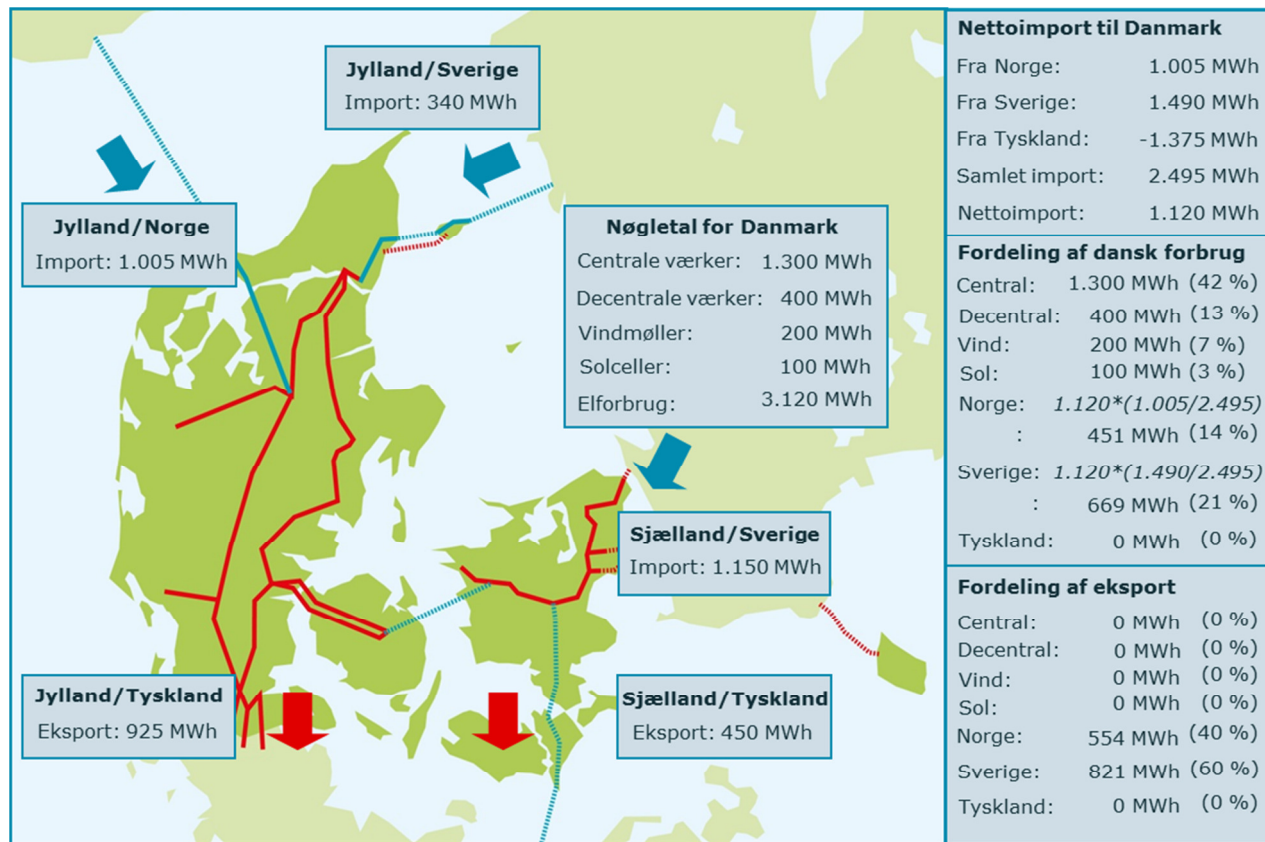 Jylland/Sverige
Import: 340 MWh
Jylland/Norge
Import: 1.005 MWh
Nøgletal for Danmark
Centrale værker: 1.300 MWh
Decentrale værker: 400 MWh
Vindmøller: 200 MWh
Solceller: 100 MWh
Elforbrug: 3.120 MWh
Sjælland/Sverige
Import: 1.150 MWh
Jylland/Tyskland
Eksport: 925 MWh
Sjælland/Tyskland
Eksport: 450 MWh
Nettoimport til Danmark
Fra Norge: 1.005 MWh
Fra Sverige: 1.490 MWh
Fra Tyskland: -1.375 MWh
Samlet import: 2.495 MWh
Nettoimport: 1.120 MWh
Fordeling af dansk forbrug
Central: 1.300 MWh (42 %)
Decentral: 400 MWh (13 %)
Vind: 200 MWh (7 %)
Sol: 100 MWh (3 %)
Norge: 1.120*(1.005/2.495)
: 451 MWh (14 %)
Sverige: 1.120*(1.490/2.495)
: 669 MWh (21 %)
Tyskland: 0 MWh (0 %)
Fordeling af eksport
Central: 0 MWh (0 %)
Decentral: 0 MWh (0 %)
Vind: 0 MWh (0 %)
Sol: 0 MWh (0 %)
Norge: 554 MWh (40 %)
Sverige: 821 MWh (60 %)
Tyskland: 0 MWh (0 %)